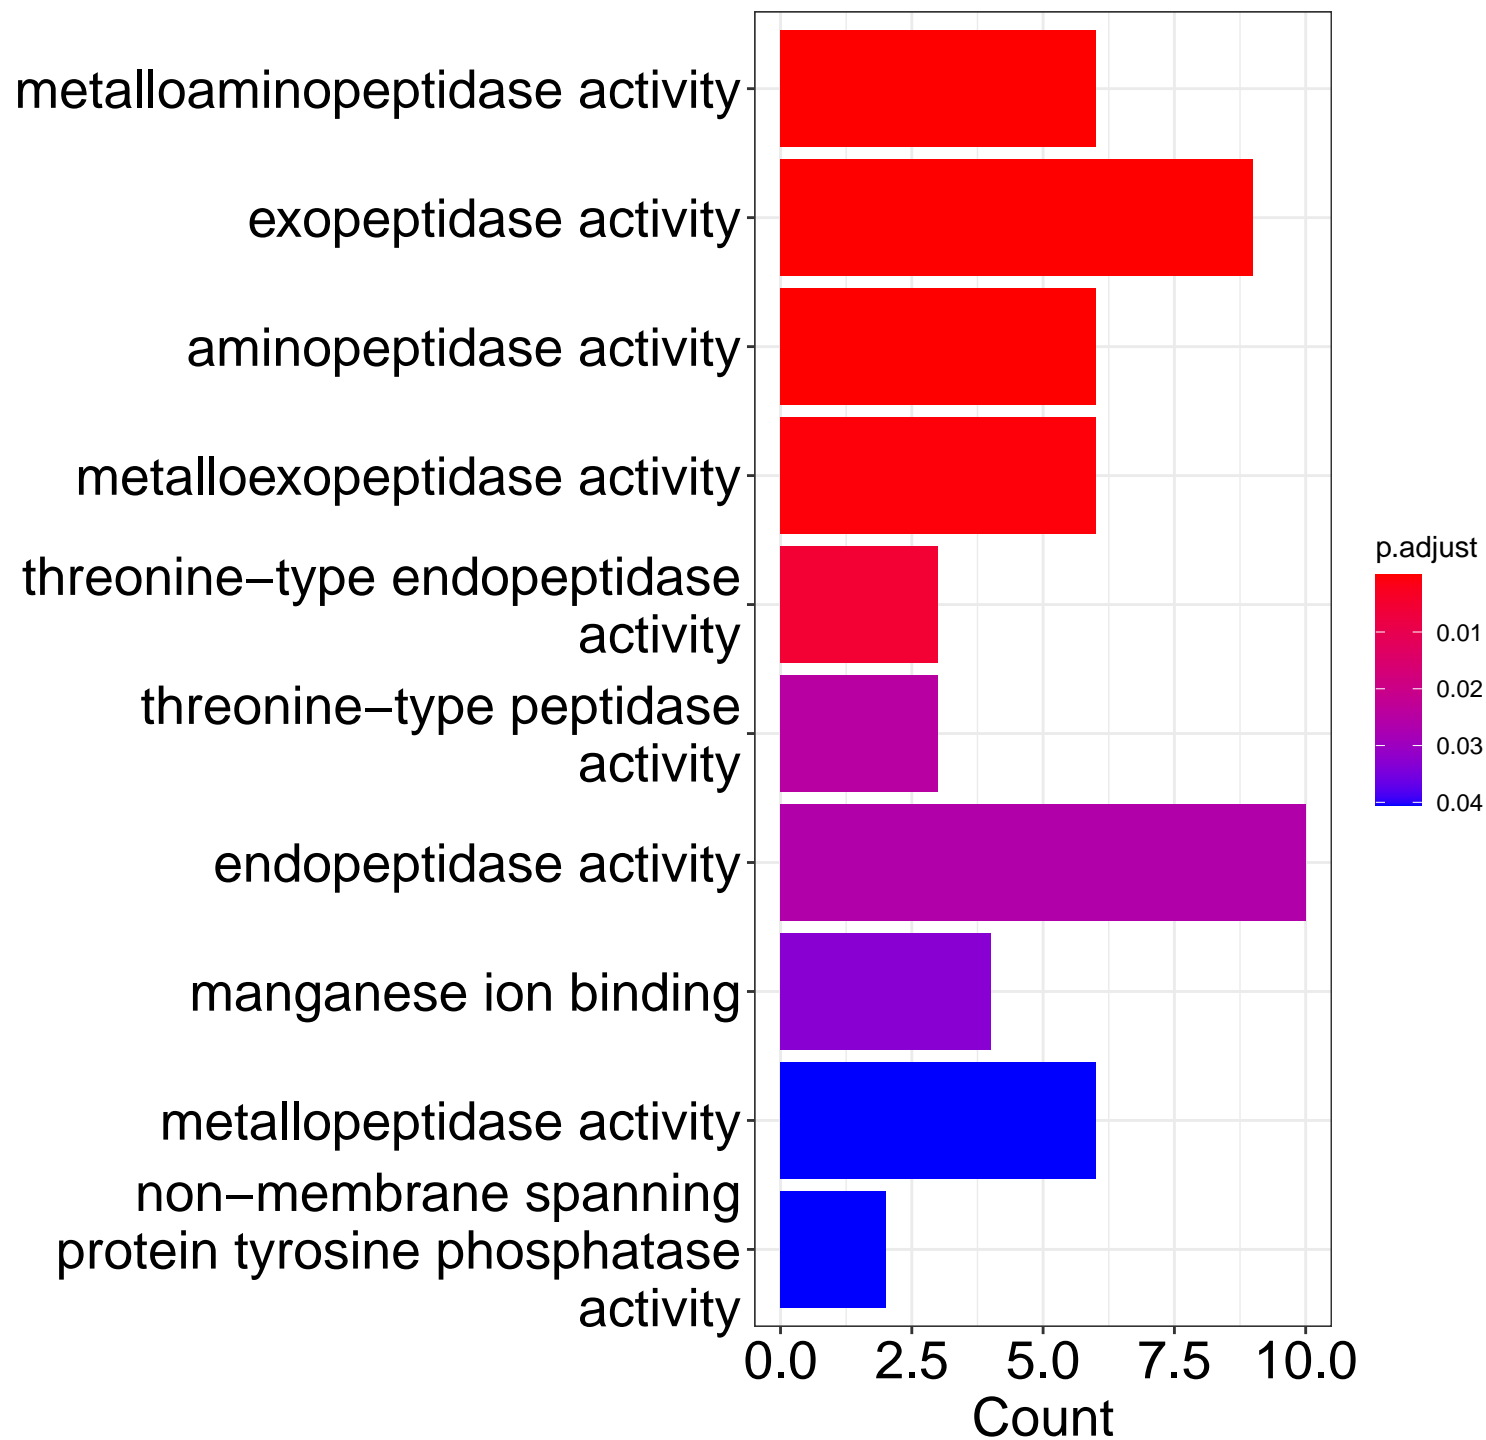 metalloaminopeptidase activity
exopeptidase activity
aminopeptidase activity
metalloexopeptidase activity
threonine−type endopeptidase
activity
threonine−type peptidase
activity
endopeptidase activity
manganese ion binding
metallopeptidase activity
non−membrane spanning
protein tyrosine phosphatase
activity
0.0 2.5 5.0 7.5 10.0
Count
p.adjust
0.01
0.02
0.03
0.04